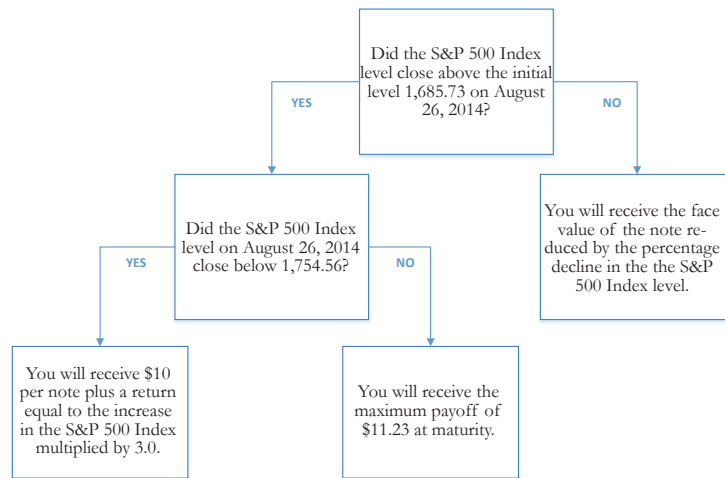 Did the S&P 500 Index
level close above the initial
level 1,685.73 on August
26, 2014?
YES
NO
Did the S&P 500 Index
level on August 26, 2014
close below 1,754.56?
You will receive the face
value of the note re-
duced by the percentage
decline in the the S&P
500 Index level.
YES
NO
You will receive $10
per note plus a return
equal to the increase
in the S&P 500 Index
multiplied by 3.0.
You will receive the
maximum payoff of
$11.23 at maturity.